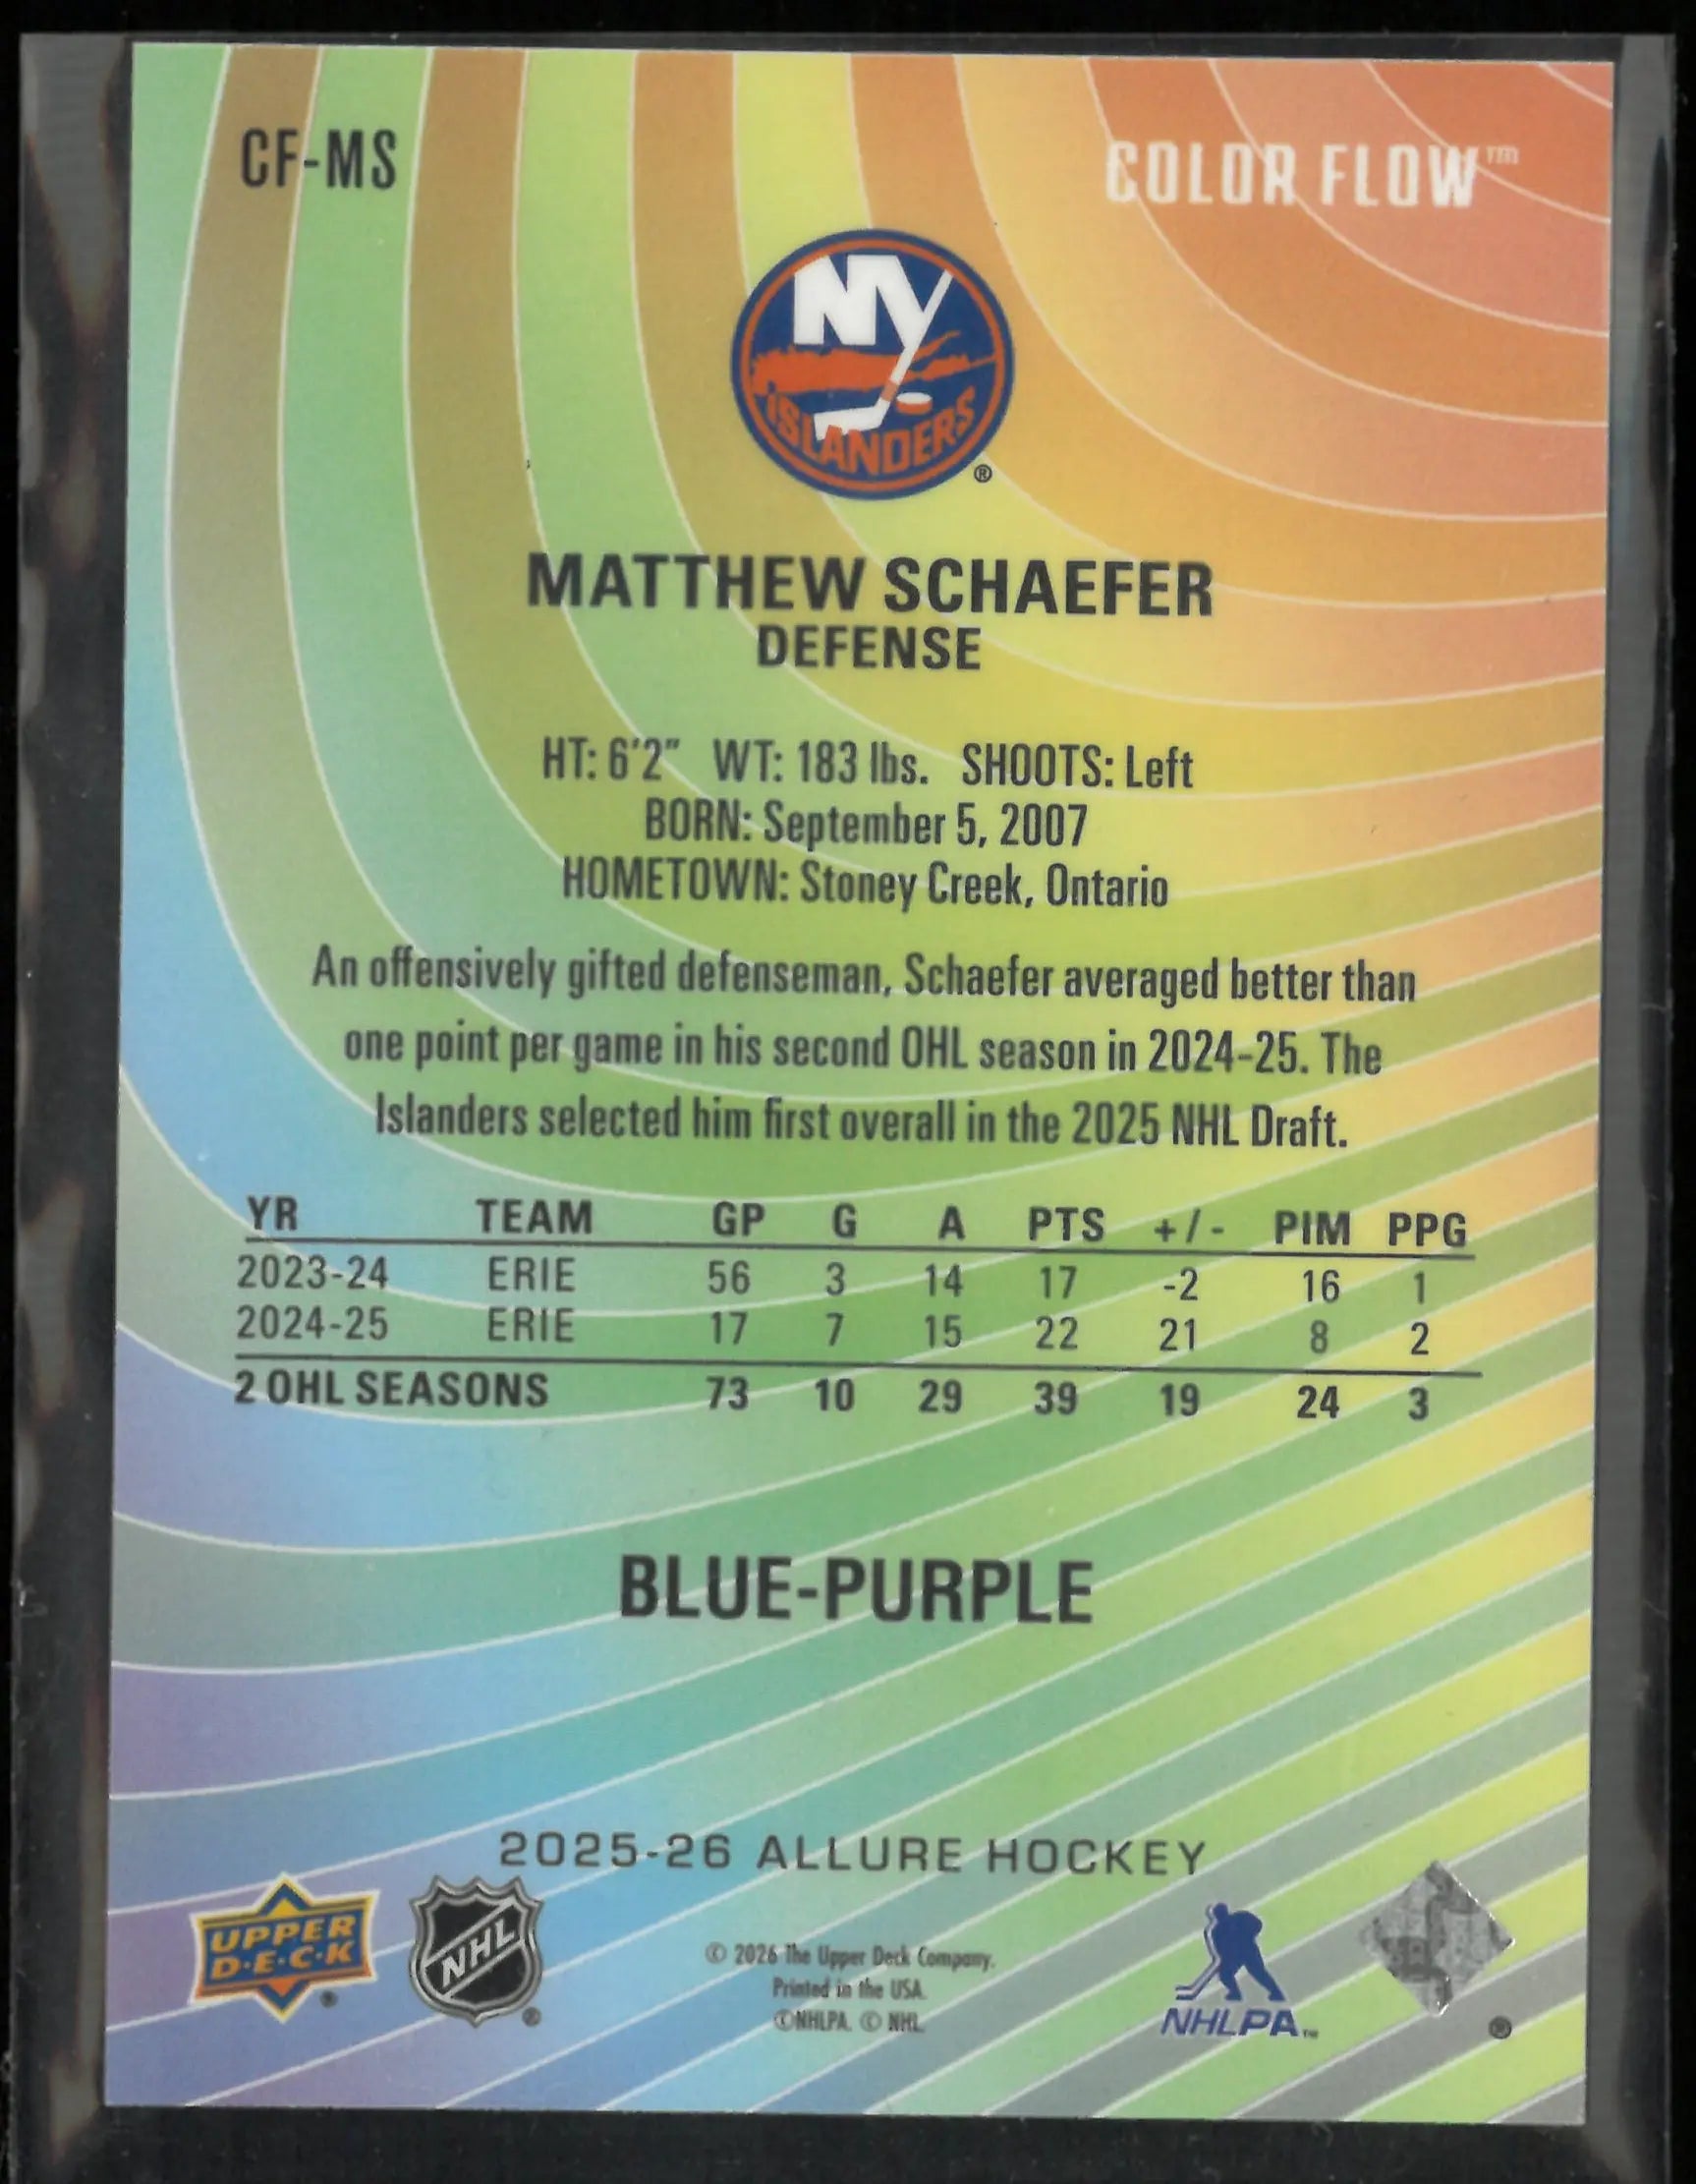 CF-MS
COLOR FLOW™
NY
ISLANDERS
®
MATTHEW SCHAEFER
DEFENSE
HT: 6'2" WT: 183 lbs. SHOOTS: Left
BORN: September 5, 2007
HOMETOWN: Stoney Creek, Ontario
An offensively gifted defenseman, Schaefer averaged better than
one point per game in his second OHL season in 2024-25. The
Islanders selected him first overall in the 2025 NHL Draft.
YR TEAM GP G A PTS +/- PIM PPG
2023-24 ERIE 56 3 14 17 -2 16 1
2024-25 ERIE 17 7 15 22 21 8 2
2 OHL SEASONS 73 10 29 39 19 24 3
BLUE-PURPLE
2025-26 ALLURE HOCKEY
UPPER
D·E·C·K
®
NHL
®
© 2026 The Upper Deck Company.
Printed in the USA.
©NHLPA. © NHL.
NHLPA™
®